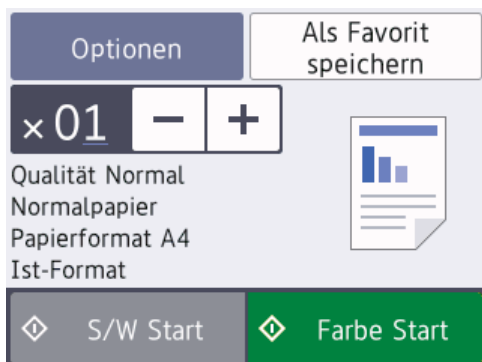 Optionen
Als Favorit
speichern
×01 − +
Qualität Normal
Normalpapier
Papierformat A4
Ist-Format
S/W Start
Farbe Start